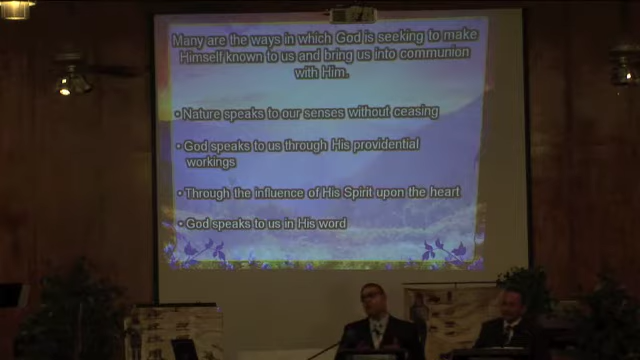 Many are the ways in which God is seeking to make
Himself known to us and bring us into communion
with Him.
• Nature speaks to our senses without ceasing
• God speaks to us through His providential
workings
• Through the influence of His Spirit upon the heart
• God speaks to us in His word